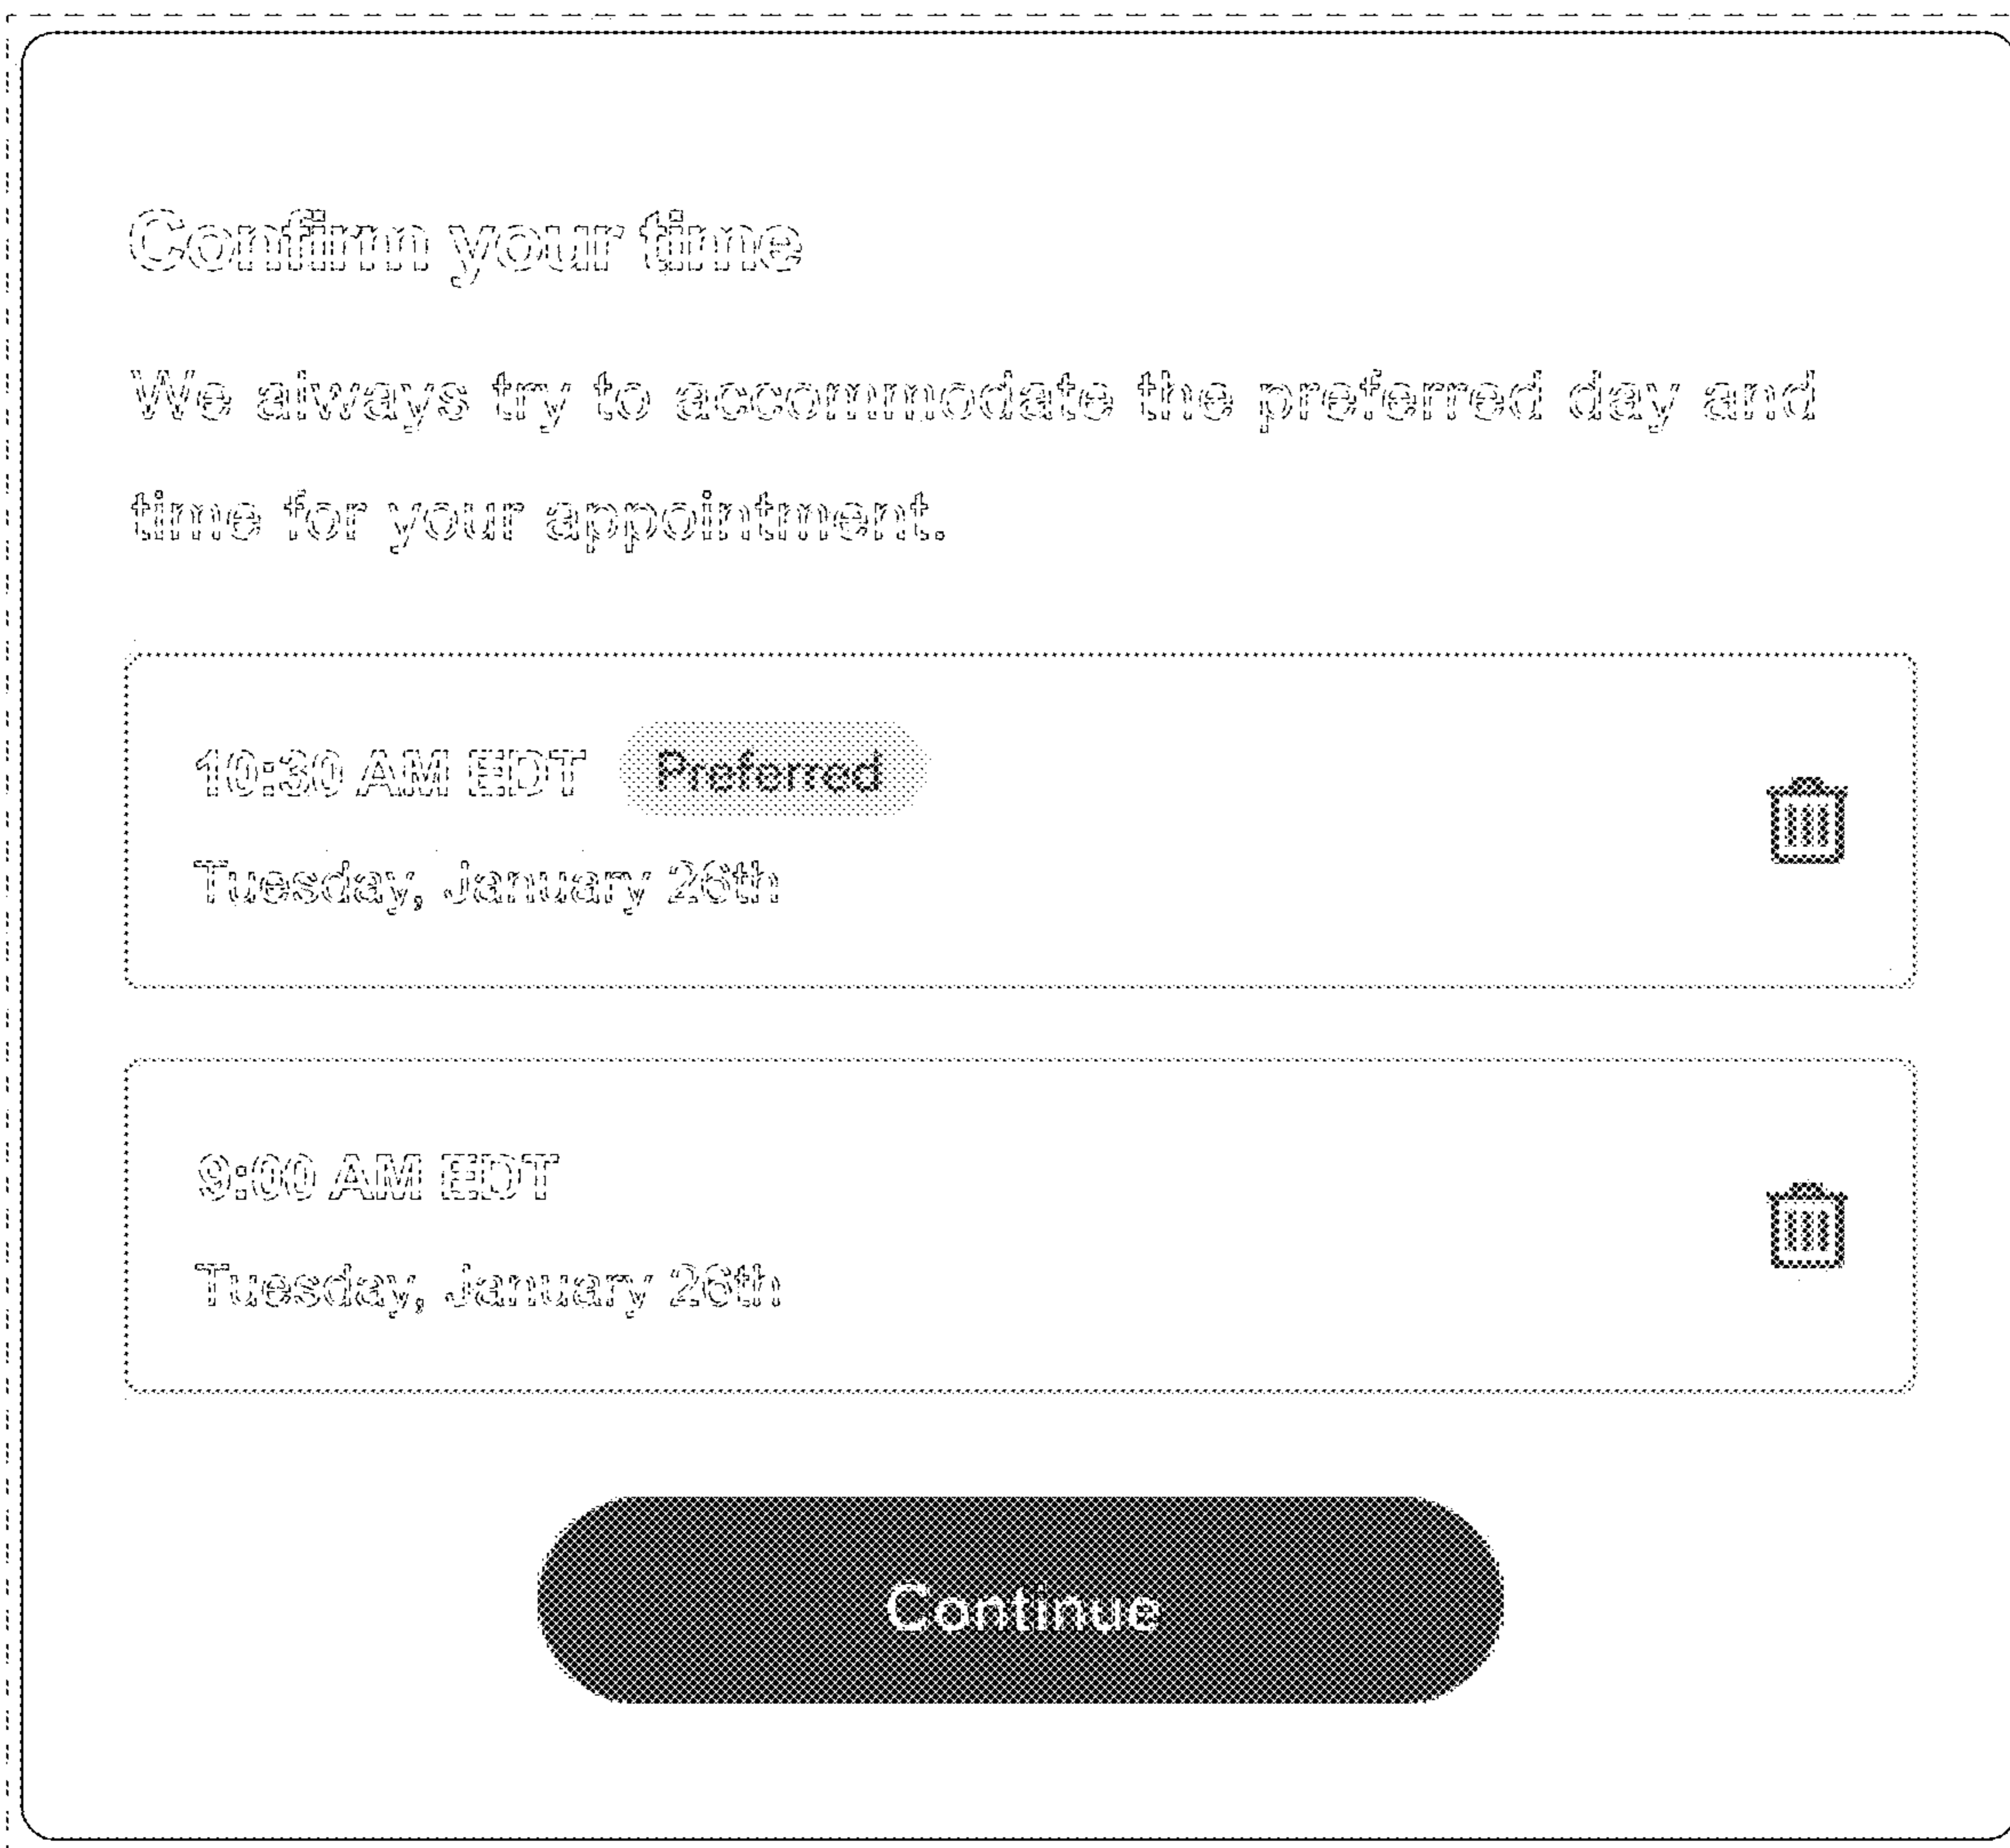 Confirm your time
We always try to accommodate the preferred day and
time for your appointment.
10:30 AM EDT Preferred
Tuesday, January 26th
9:00 AM EDT
Tuesday, January 26th
Continue